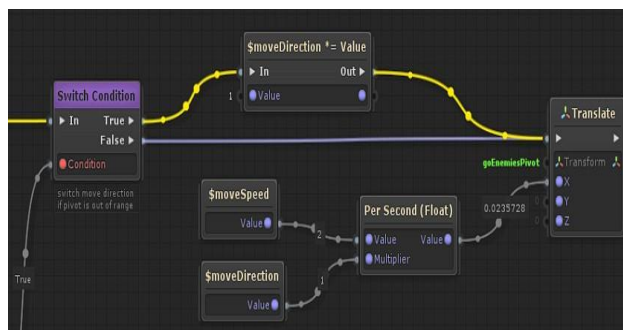 $moveDirection *= Value
In Out
1 Value
Switch Condition
In True
False
Condition
switch move direction
if pivot is out of range
True
Translate
goEnemiesPivot Transform
X
0 Y
0 Z
0.0235728
$moveSpeed
Value
2
Per Second (Float)
Value Value
Multiplier
1
$moveDirection
Value